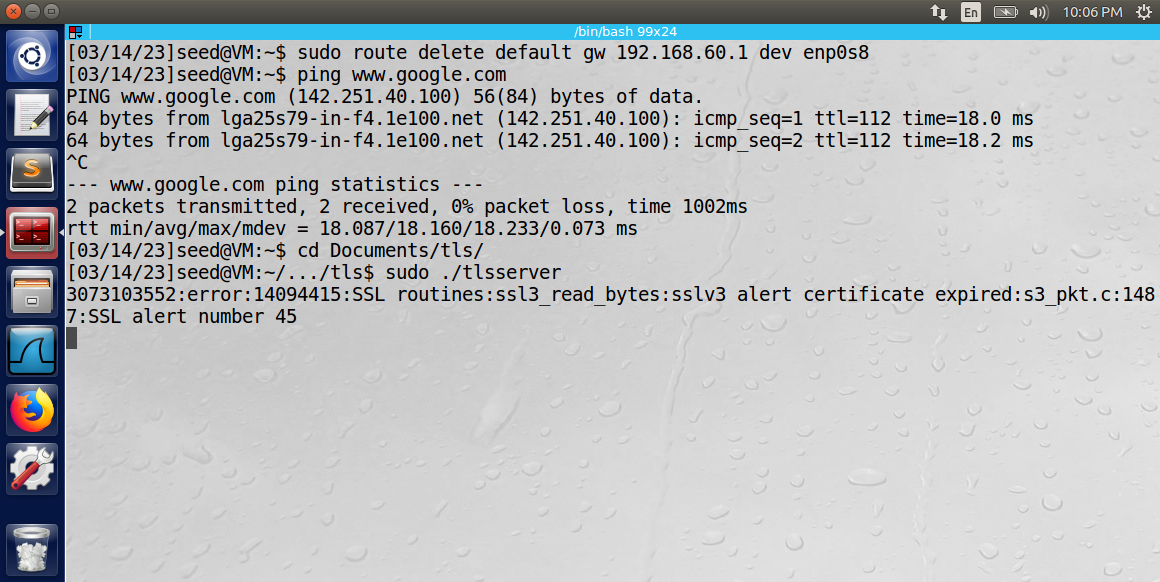 En
10:06 PM
/bin/bash 99x24
[03/14/23]seed@VM:~$ sudo route delete default gw 192.168.60.1 dev enp0s8
[03/14/23]seed@VM:~$ ping www.google.com
PING www.google.com (142.251.40.100) 56(84) bytes of data.
64 bytes from lga25s79-in-f4.1e100.net (142.251.40.100): icmp_seq=1 ttl=112 time=18.0 ms
64 bytes from lga25s79-in-f4.1e100.net (142.251.40.100): icmp_seq=2 ttl=112 time=18.2 ms
^C
--- www.google.com ping statistics ---
2 packets transmitted, 2 received, 0% packet loss, time 1002ms
rtt min/avg/max/mdev = 18.087/18.160/18.233/0.073 ms
[03/14/23]seed@VM:~$ cd Documents/tls/
[03/14/23]seed@VM:~/.../tls$ sudo ./tlsserver
3073103552:error:14094415:SSL routines:ssl3_read_bytes:sslv3 alert certificate expired:s3_pkt.c:148
7:SSL alert number 45